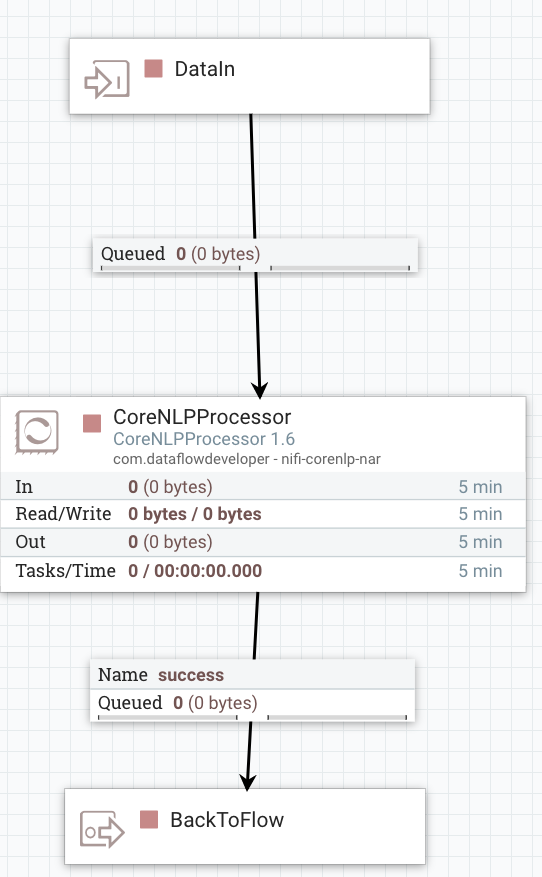 DataIn
Queued 0 (0 bytes)
CoreNLPProcessor
CoreNLPProcessor 1.6
com.dataflowdeveloper - nifi-corenlp-nar
In 0 (0 bytes) 5 min
Read/Write 0 bytes / 0 bytes 5 min
Out 0 (0 bytes) 5 min
Tasks/Time 0 / 00:00:00.000 5 min
Name success
Queued 0 (0 bytes)
BackToFlow